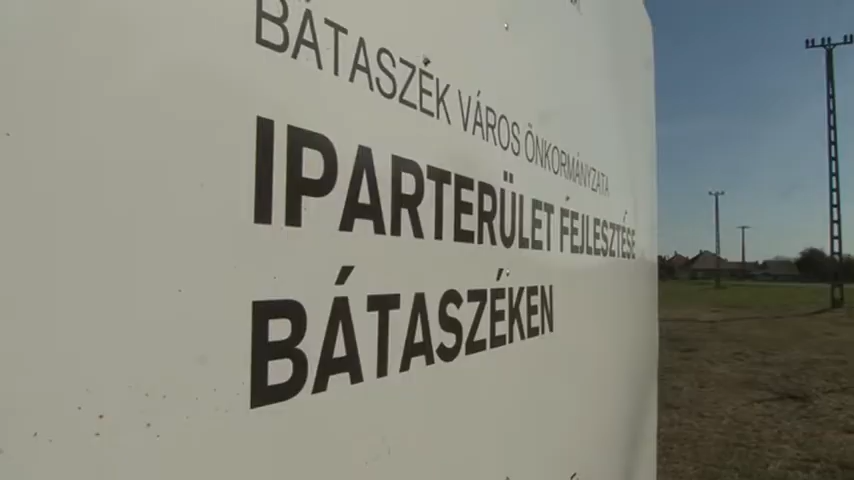 BÁTASZÉK VÁROS ÖNKORMÁNYZATA
IPARTERÜLET FEJLESZTÉSE
BÁTASZÉKEN